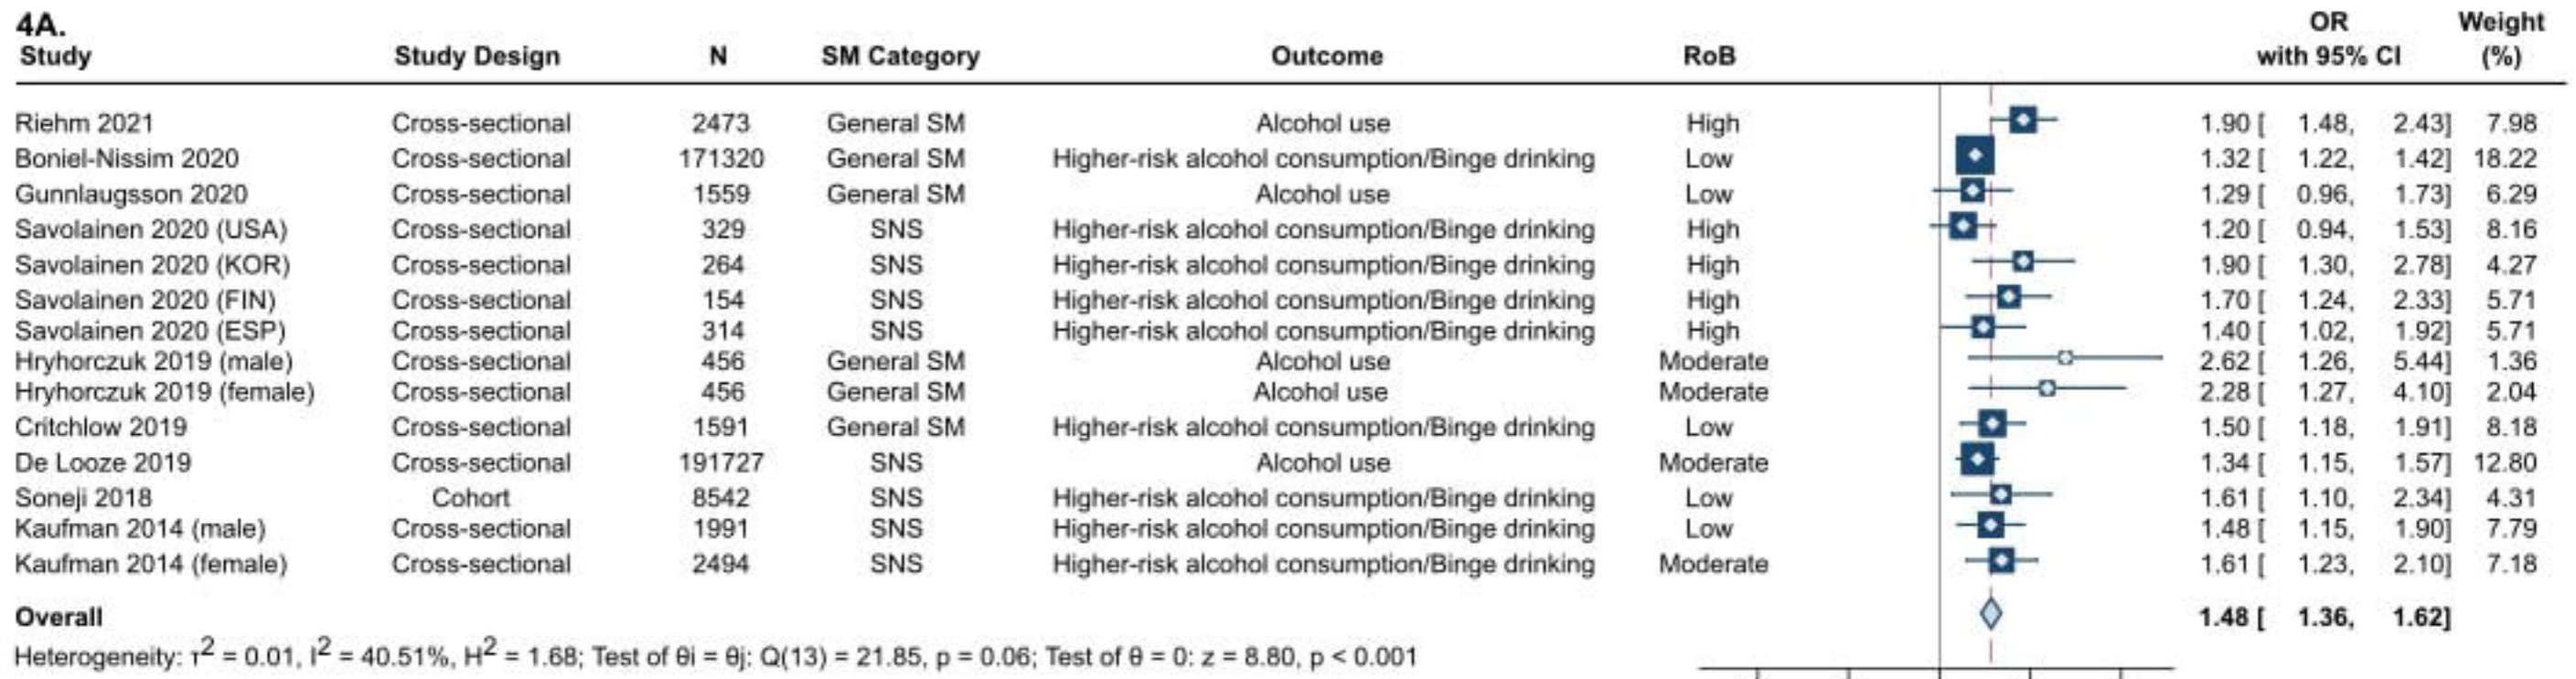 4A.
OR Weight
Study Study Design N SM Category Outcome RoB with 95% CI (%)
Riehm 2021 Cross-sectional 2473 General SM Alcohol use High 1.90 [ 1.48, 2.43] 7.98
Boniel-Nissim 2020 Cross-sectional 171320 General SM Higher-risk alcohol consumption/Binge drinking Low 1.32 [ 1.22, 1.42] 18.22
Gunnlaugsson 2020 Cross-sectional 1559 General SM Alcohol use Low 1.29 [ 0.96, 1.73] 6.29
Savolainen 2020 (USA) Cross-sectional 329 SNS Higher-risk alcohol consumption/Binge drinking High 1.20 [ 0.94, 1.53] 8.16
Savolainen 2020 (KOR) Cross-sectional 264 SNS Higher-risk alcohol consumption/Binge drinking High 1.90 [ 1.30, 2.78] 4.27
Savolainen 2020 (FIN) Cross-sectional 154 SNS Higher-risk alcohol consumption/Binge drinking High 1.70 [ 1.24, 2.33] 5.71
Savolainen 2020 (ESP) Cross-sectional 314 SNS Higher-risk alcohol consumption/Binge drinking High 1.40 [ 1.02, 1.92] 5.71
Hryhorczuk 2019 (male) Cross-sectional 456 General SM Alcohol use Moderate 2.62 [ 1.26, 5.44] 1.36
Hryhorczuk 2019 (female) Cross-sectional 456 General SM Alcohol use Moderate 2.28 [ 1.27, 4.10] 2.04
Critchlow 2019 Cross-sectional 1591 General SM Higher-risk alcohol consumption/Binge drinking Low 1.50 [ 1.18, 1.91] 8.18
De Looze 2019 Cross-sectional 191727 SNS Alcohol use Moderate 1.34 [ 1.15, 1.57] 12.80
Soneji 2018 Cohort 8542 SNS Higher-risk alcohol consumption/Binge drinking Low 1.61 [ 1.10, 2.34] 4.31
Kaufman 2014 (male) Cross-sectional 1991 SNS Higher-risk alcohol consumption/Binge drinking Low 1.48 [ 1.15, 1.90] 7.79
Kaufman 2014 (female) Cross-sectional 2494 SNS Higher-risk alcohol consumption/Binge drinking Moderate 1.61 [ 1.23, 2.10] 7.18
Overall 1.48 [ 1.36, 1.62]
Heterogeneity: τ² = 0.01, I² = 40.51%, H² = 1.68; Test of θi = θj: Q(13) = 21.85, p = 0.06; Test of θ = 0: z = 8.80, p < 0.001